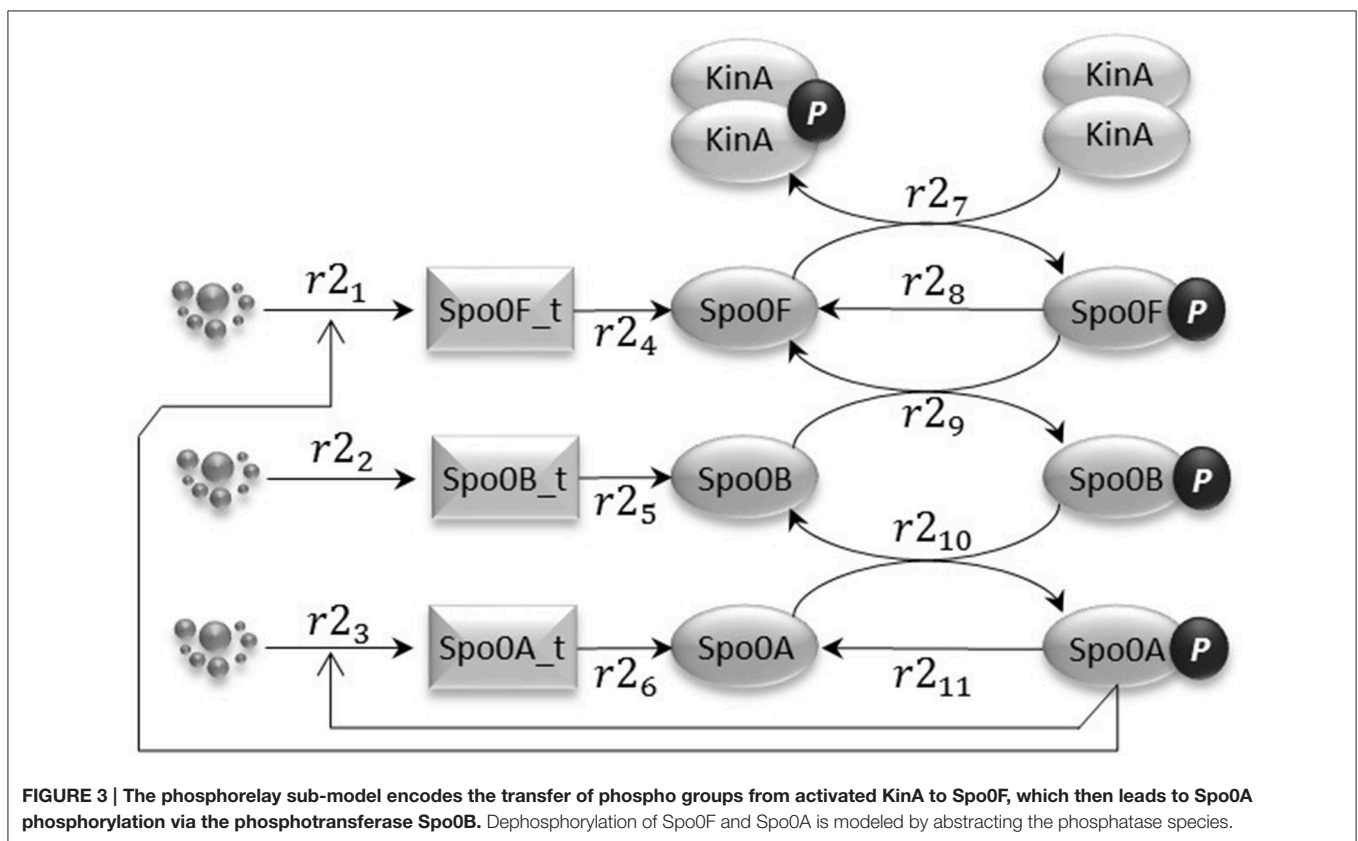 KinA
KinA
P
KinA
KinA
r2₇
r2₁
Spo0F_t
r2₄
Spo0F
r2₈
Spo0F
P
r2₉
r2₂
Spo0B_t
r2₅
Spo0B
Spo0B
P
r2₁₀
r2₃
Spo0A_t
r2₆
Spo0A
r2₁₁
Spo0A
P
FIGURE 3 | The phosphorelay sub-model encodes the transfer of phospho groups from activated KinA to Spo0F, which then leads to Spo0A
phosphorylation via the phosphotransferase Spo0B. Dephosphorylation of Spo0F and Spo0A is modeled by abstracting the phosphatase species.